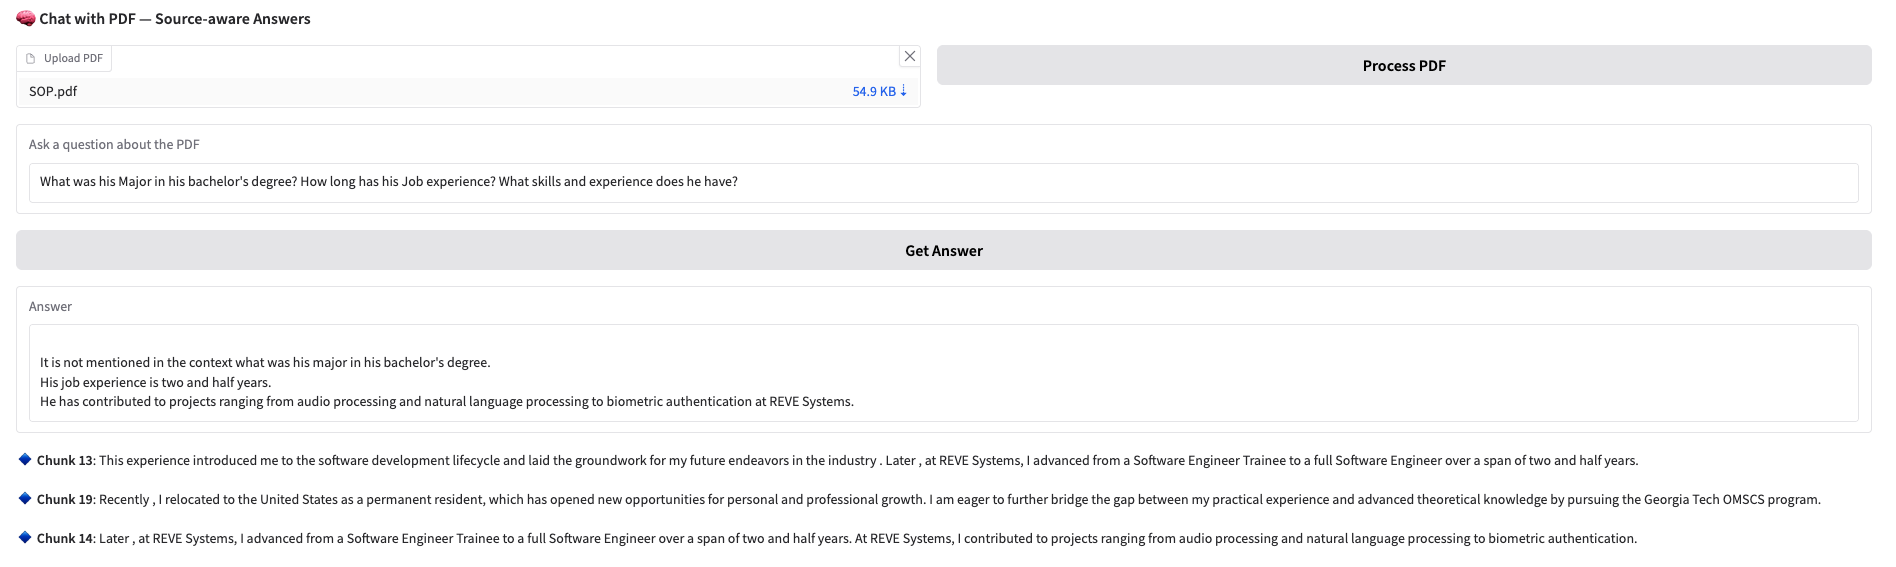 🧠 Chat with PDF — Source-aware Answers
Upload PDF
SOP.pdf 54.9 KB ⇣
Process PDF
Ask a question about the PDF
What was his Major in his bachelor's degree? How long has his Job experience? What skills and experience does he have?
Get Answer
Answer
It is not mentioned in the context what was his major in his bachelor's degree.
His job experience is two and half years.
He has contributed to projects ranging from audio processing and natural language processing to biometric authentication at REVE Systems.
🔷 Chunk 13: This experience introduced me to the software development lifecycle and laid the groundwork for my future endeavors in the industry . Later , at REVE Systems, I advanced from a Software Engineer Trainee to a full Software Engineer over a span of two and half years.
🔷 Chunk 19: Recently , I relocated to the United States as a permanent resident, which has opened new opportunities for personal and professional growth. I am eager to further bridge the gap between my practical experience and advanced theoretical knowledge by pursuing the Georgia Tech OMSCS program.
🔷 Chunk 14: Later , at REVE Systems, I advanced from a Software Engineer Trainee to a full Software Engineer over a span of two and half years. At REVE Systems, I contributed to projects ranging from audio processing and natural language processing to biometric authentication.